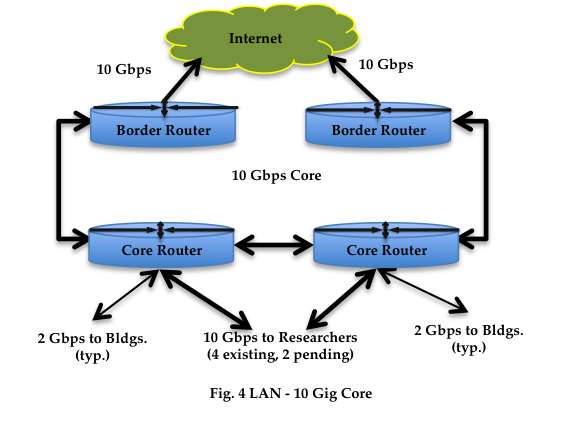 Internet
10 Gbps
10 Gbps
Border Router
Border Router
10 Gbps Core
Core Router
Core Router
2 Gbps to Bldgs.
(typ.)
10 Gbps to Researchers
(4 existing, 2 pending)
2 Gbps to Bldgs.
(typ.)
Fig. 4 LAN - 10 Gig Core